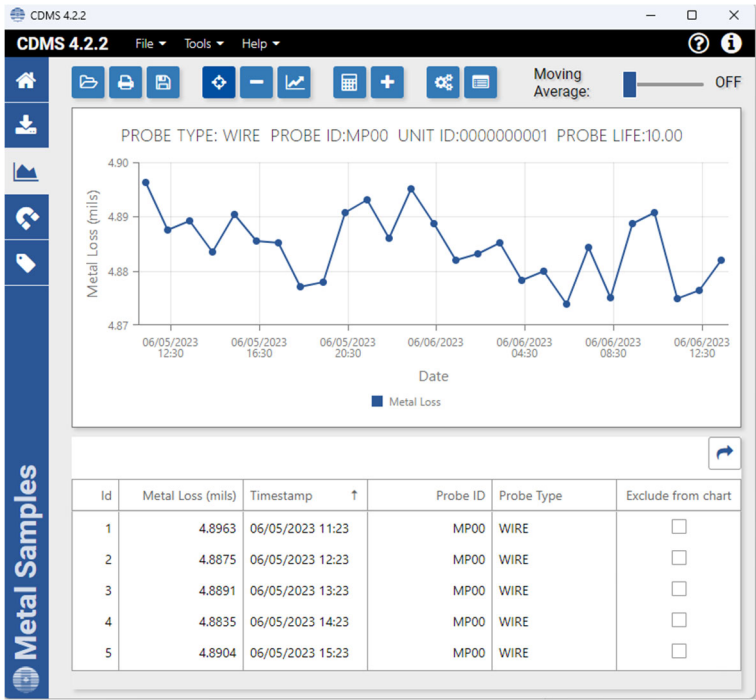 CDMS 4.2.2
CDMS 4.2.2 File Tools Help
Moving
Average:
OFF
PROBE TYPE: WIRE PROBE ID:MP00 UNIT ID:0000000001 PROBE LIFE:10.00
Metal Loss (mils)
4.90
4.89
4.88
4.87
06/05/2023
12:30
06/05/2023
16:30
06/05/2023
20:30
06/06/2023
06/06/2023
04:30
06/06/2023
08:30
06/06/2023
12:30
Date
Metal Loss
Id Metal Loss (mils) Timestamp ↑ Probe ID Probe Type Exclude from chart
1 4.8963 06/05/2023 11:23 MP00 WIRE
2 4.8875 06/05/2023 12:23 MP00 WIRE
3 4.8891 06/05/2023 13:23 MP00 WIRE
4 4.8835 06/05/2023 14:23 MP00 WIRE
5 4.8904 06/05/2023 15:23 MP00 WIRE
Metal Samples